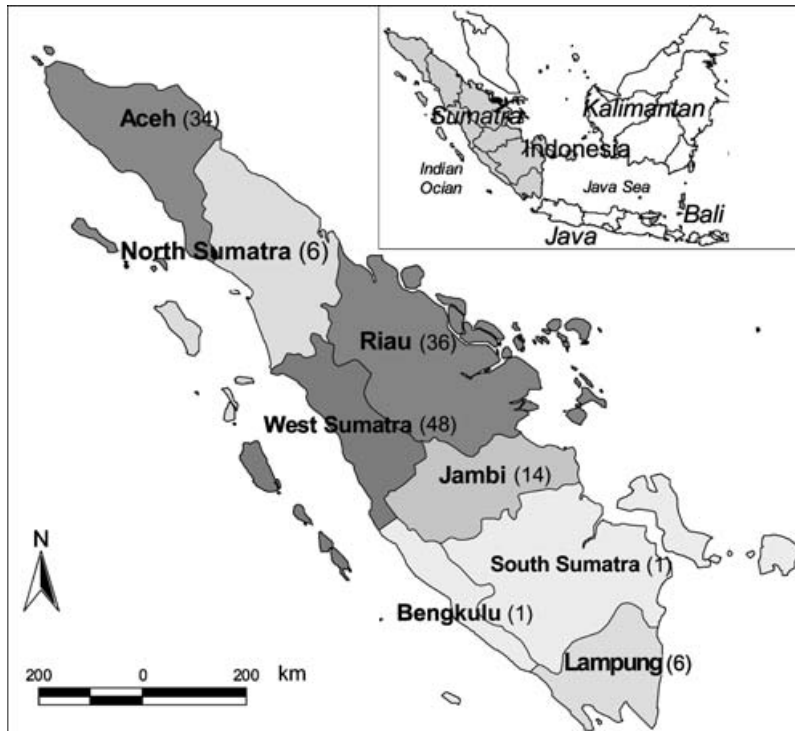 Aceh (34)
North Sumatra (6)
Riau (36)
West Sumatra (48)
Jambi (14)
South Sumatra (1)
Bengkulu (1)
Lampung (6)
N
200 0 200 km
Sumatra
Kalimantan
Indonesia
Indian
Ocian
Java Sea
Bali
Java